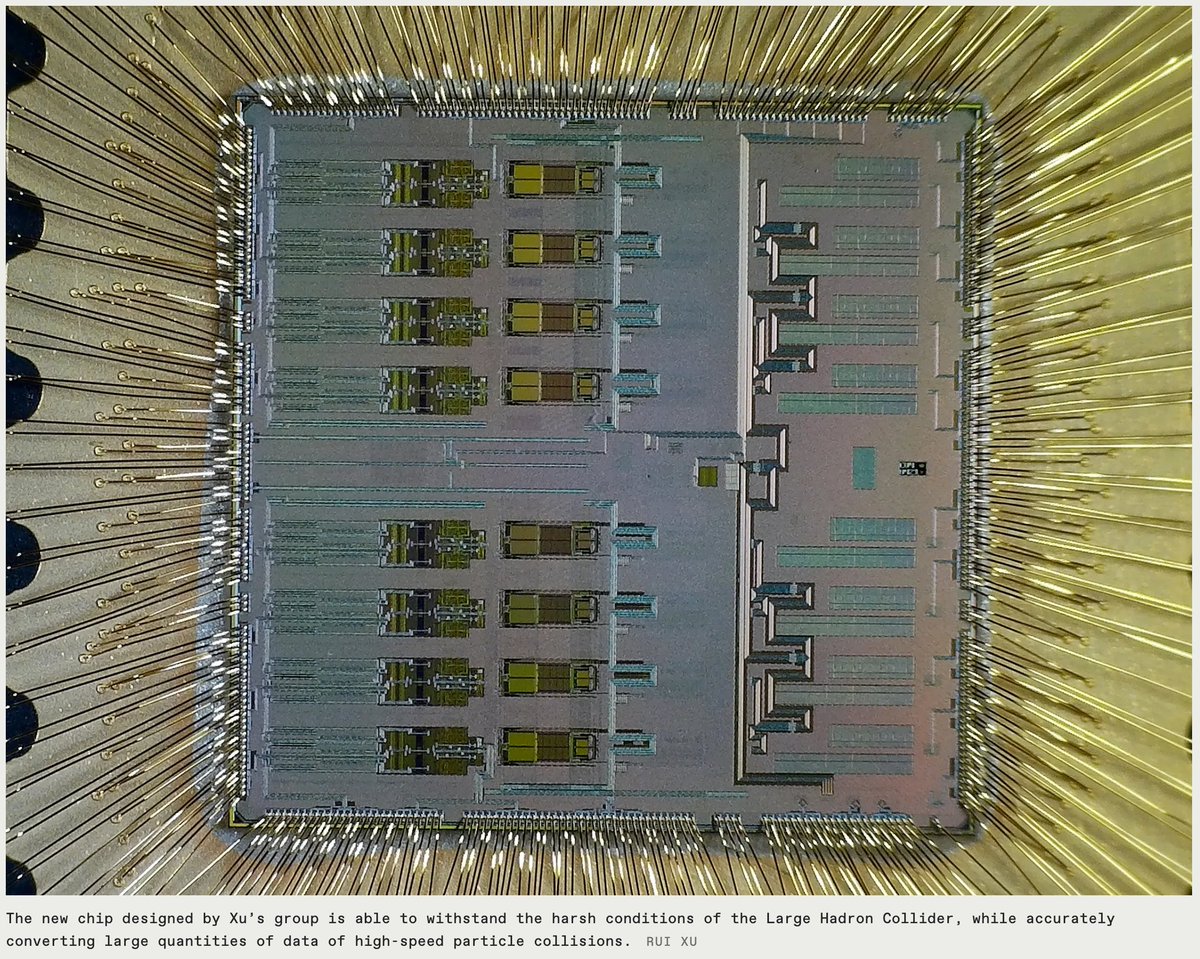 The new chip designed by Xu’s group is able to withstand the harsh conditions of the Large Hadron Collider, while accurately
converting large quantities of data of high-speed particle collisions. RUI XU